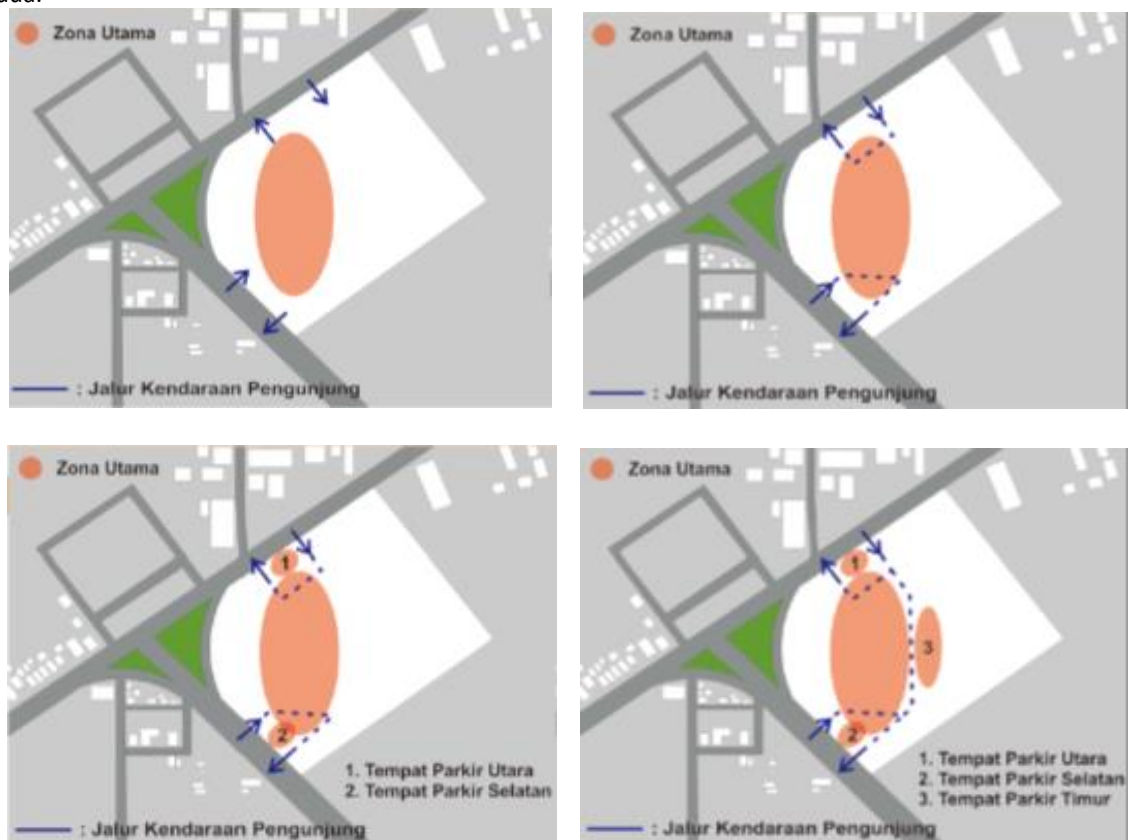 Zona Utama
: Jalur Kendaraan Pengunjung
Zona Utama
: Jalur Kendaraan Pengunjung
Zona Utama
1
2
1. Tempat Parkir Utara
2. Tempat Parkir Selatan
: Jalur Kendaraan Pengunjung
Zona Utama
1
3
2
1. Tempat Parkir Utara
2. Tempat Parkir Selatan
3. Tempat Parkir Timur
: Jalur Kendaraan Pengunjung